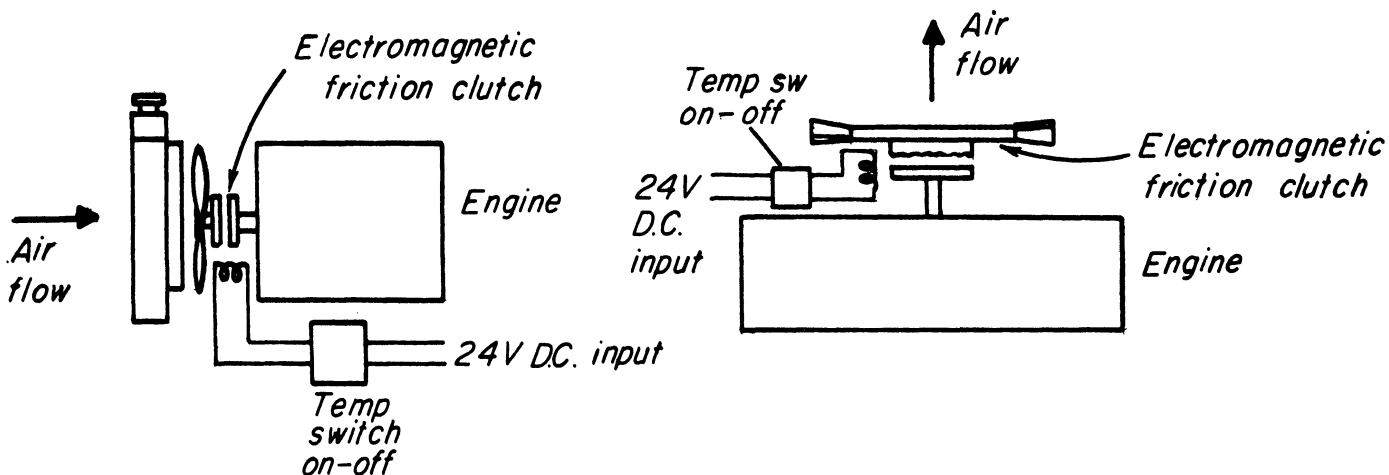 Electromagnetic
friction clutch
Engine
Air
flow
24V D.C. input
Temp
switch
on-off
Air
flow
Temp sw
on-off
Electromagnetic
friction clutch
24V
D.C.
input
Engine